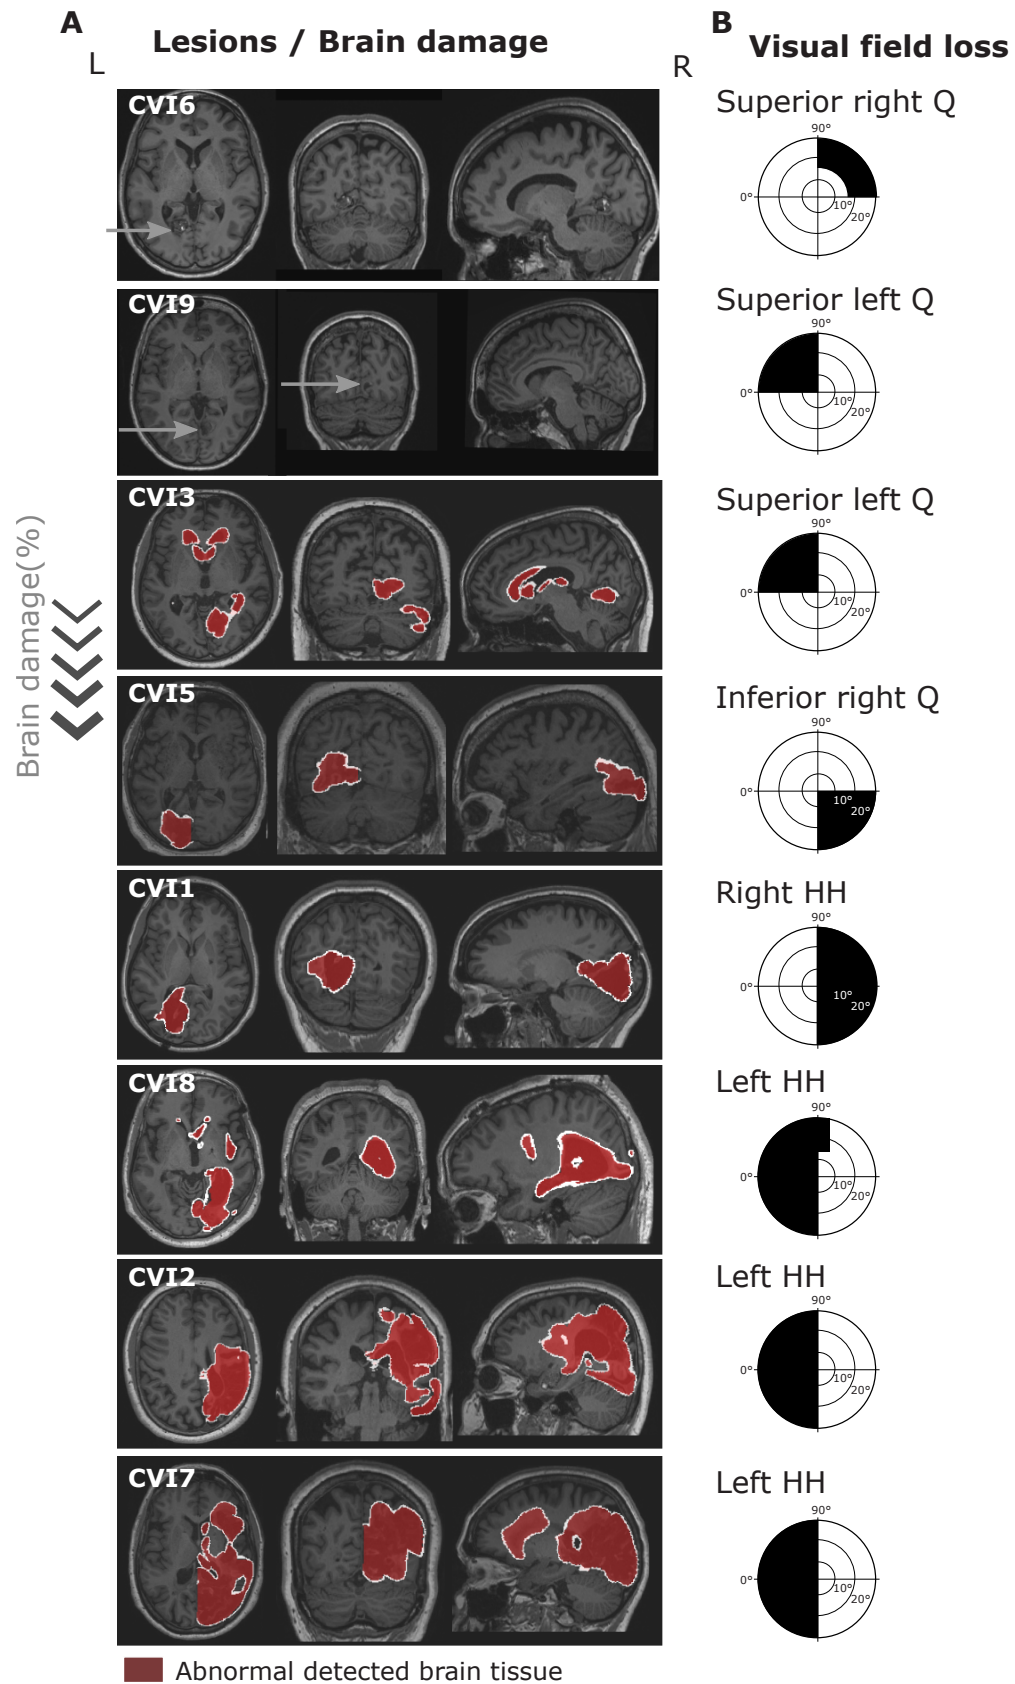 A
Lesions / Brain damage
B
Visual field loss
L
R
CVI6
Superior right Q
90°
0°
10°
20°
CVI9
Superior left Q
90°
0°
10°
20°
CVI3
Superior left Q
90°
0°
10°
20°
Brain damage(%)
CVI5
Inferior right Q
90°
0°
10°
20°
CVI1
Right HH
90°
0°
10°
20°
CVI8
Left HH
90°
0°
10°
20°
CVI2
Left HH
90°
0°
10°
20°
CVI7
Left HH
90°
0°
10°
20°
Abnormal detected brain tissue